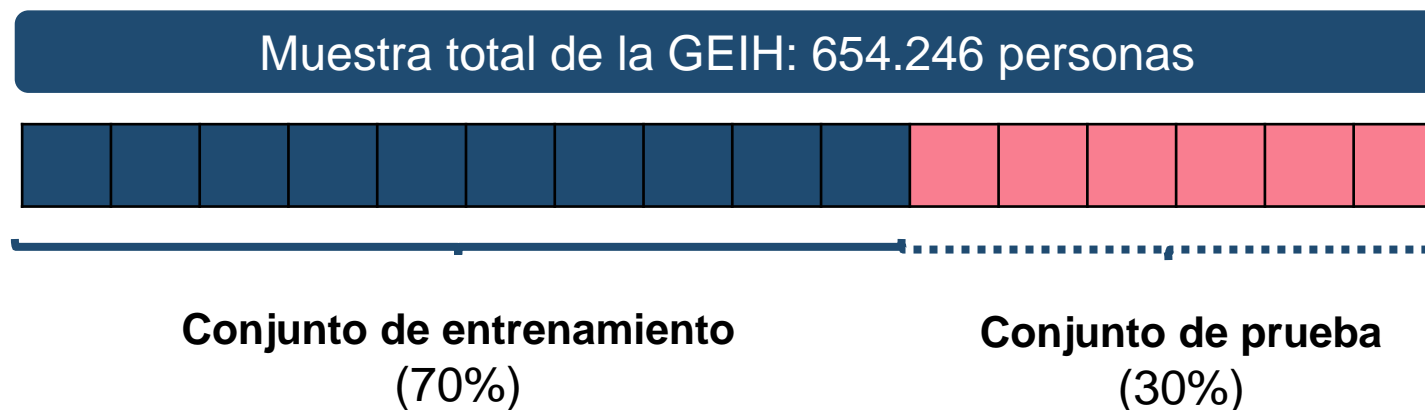 Muestra total de la GEIH: 654.246 personas
Conjunto de entrenamiento
(70%)
Conjunto de prueba
(30%)